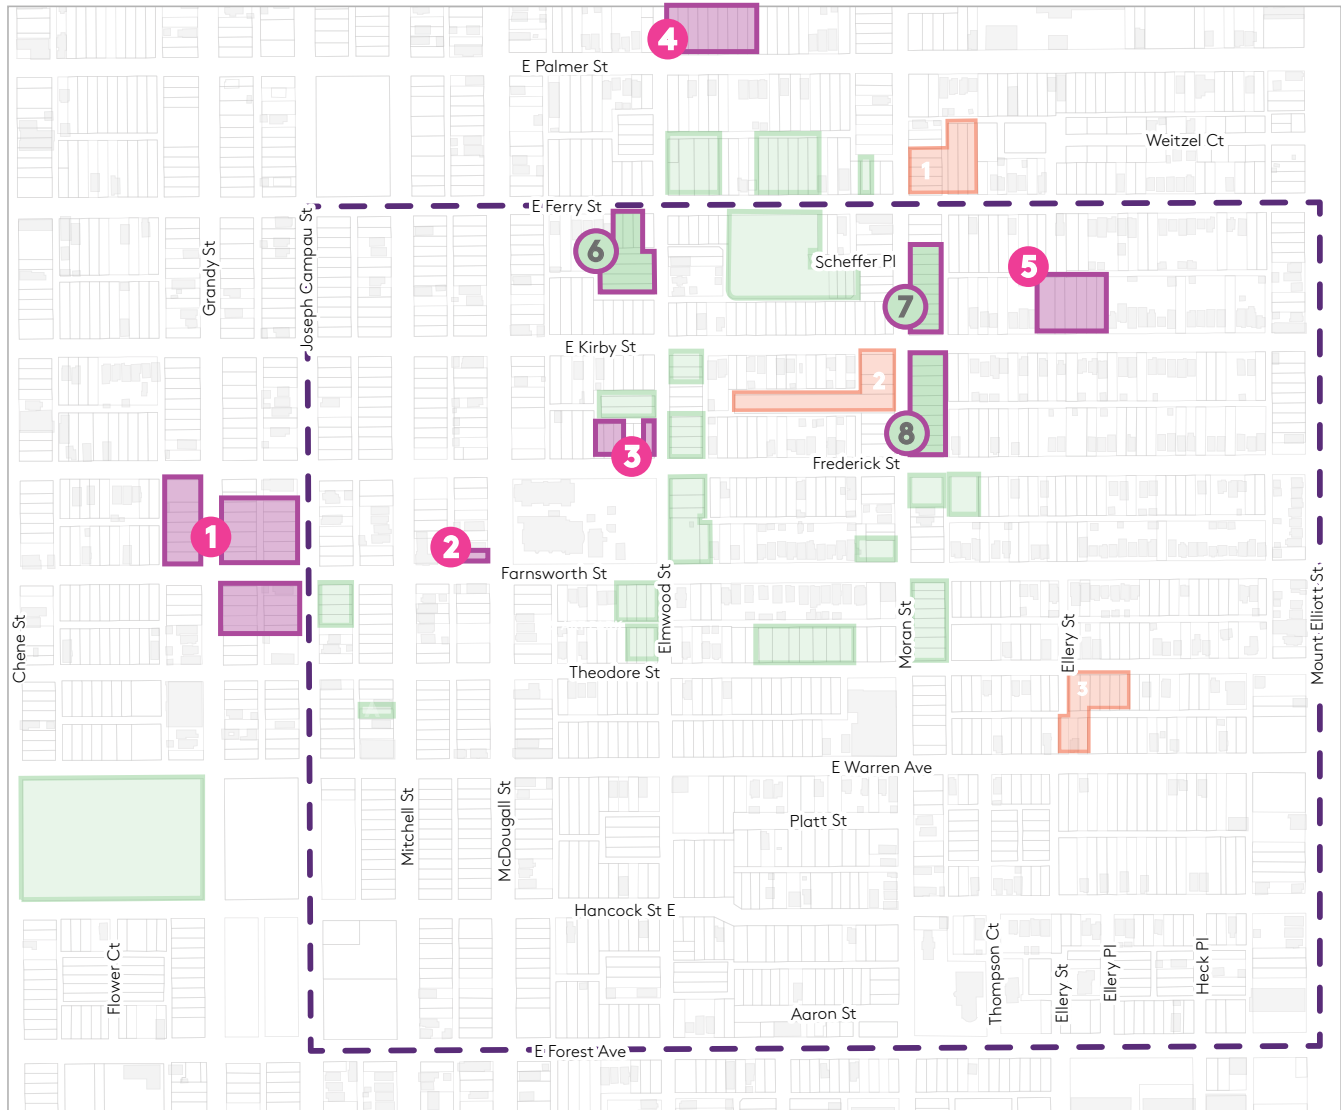 4
E Palmer St
Weitzel Ct
1
E Ferry St
Grandy St
Joseph Campau St
6
Scheffer Pl
5
7
E Kirby St
2
8
3
Frederick St
1
2
Farnsworth St
Elmwood St
Chene St
Moran St
Ellery St
Mount Elliott St
Theodore St
3
E Warren Ave
Mitchell St
McDougall St
Platt St
Hancock St E
Flower Ct
Thompson Ct
Ellery St
Ellery Pl
Heck Pl
Aaron St
E Forest Ave